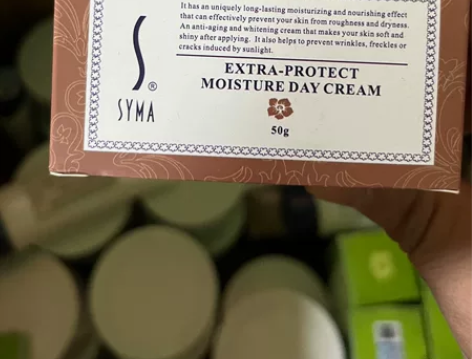 It has an uniquely long-lasting moisturizing and nourishing effect
that can effectively prevent your skin from roughness and dryness.
An anti-aging and whitening cream that makes your skin soft and
shiny after applying. It also helps to prevent wrinkles, freckles or
cracks induced by sunlight.
S®
SYMA
EXTRA-PROTECT
MOISTURE DAY CREAM
50g